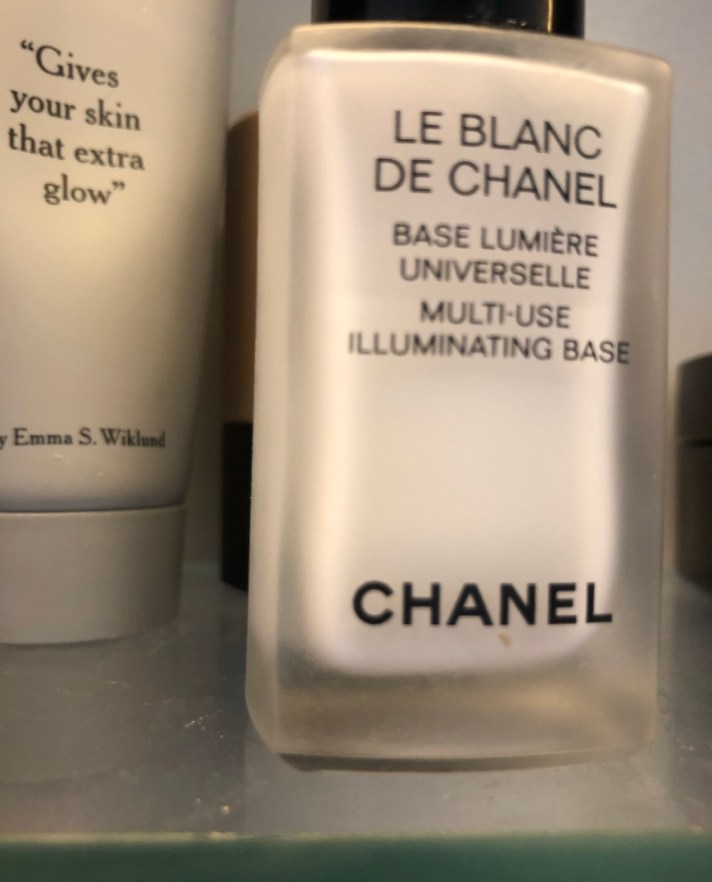 “Gives
your skin
that extra
glow”
y Emma S. Wiklund
LE BLANC
DE CHANEL
BASE LUMIÈRE
UNIVERSELLE
MULTI-USE
ILLUMINATING BASE
CHANEL